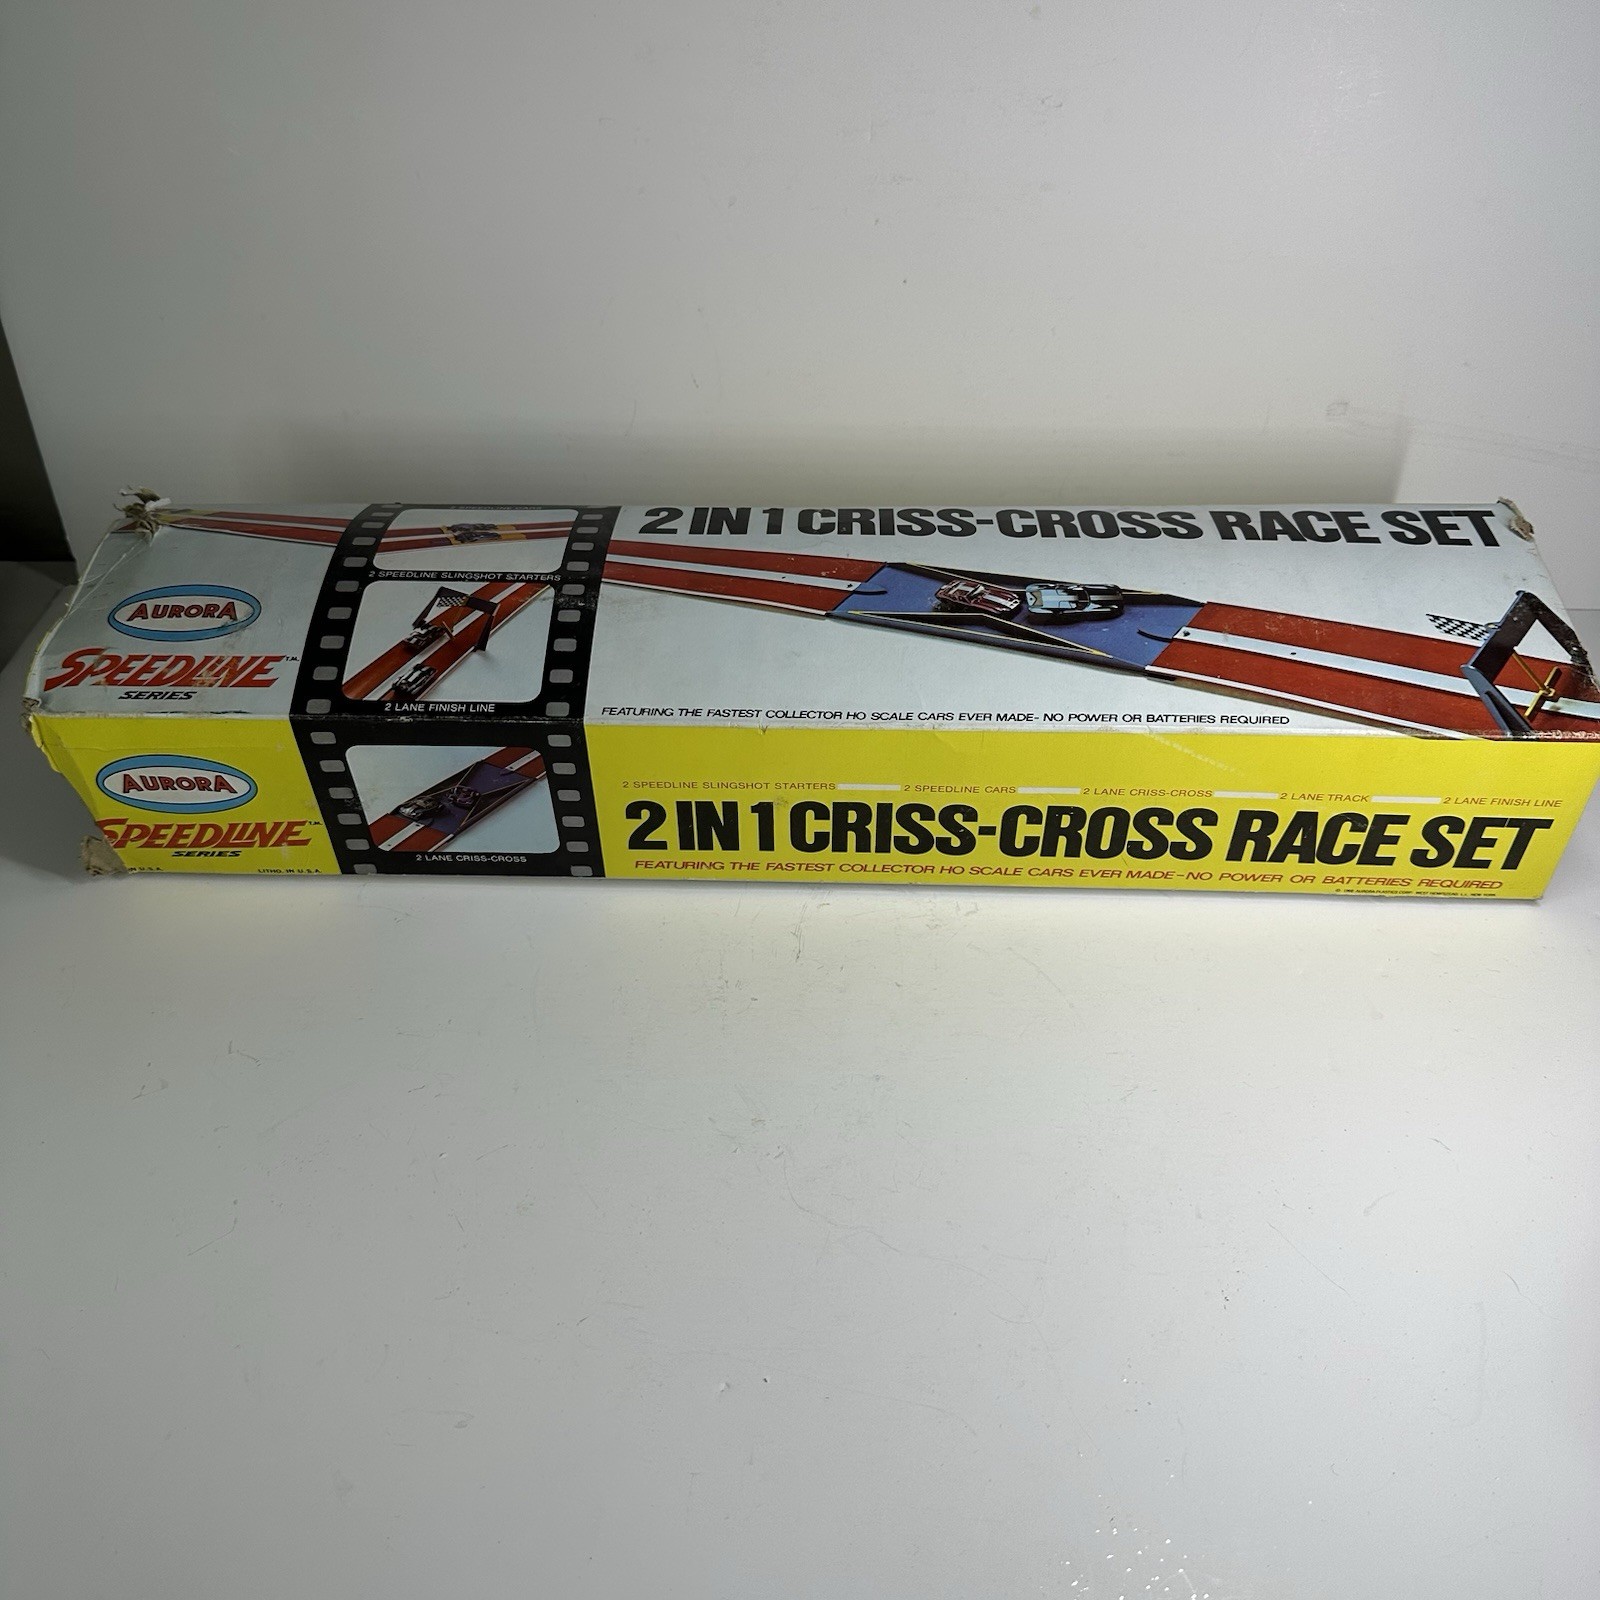 2 IN 1 CRISS-CROSS RACE SET
2 SPEEDLINE SLINGSHOT STARTERS
AURORA
SPEEDLINE T.M.
SERIES
2 LANE FINISH LINE
FEATURING THE FASTEST COLLECTOR HO SCALE CARS EVER MADE- NO POWER OR BATTERIES REQUIRED
AURORA
SPEEDLINE T.M.
SERIES
IN U.S.A.
LITHO. IN U.S.A.
2 LANE CRISS-CROSS
2 SPEEDLINE SLINGSHOT STARTERS 2 SPEEDLINE CARS 2 LANE CRISS-CROSS 2 LANE TRACK 2 LANE FINISH LINE
2 IN 1 CRISS-CROSS RACE SET
FEATURING THE FASTEST COLLECTOR HO SCALE CARS EVER MADE-NO POWER OR BATTERIES REQUIRED